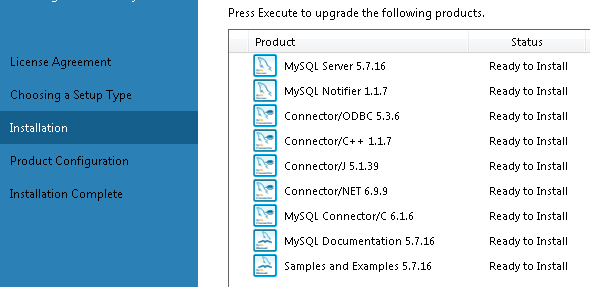 Press Execute to upgrade the following products.
Product Status
License Agreement
MySQL Server 5.7.16 Ready to Install
MySQL Notifier 1.1.7 Ready to Install
Choosing a Setup Type
Connector/ODBC 5.3.6 Ready to Install
Installation
Connector/C++ 1.1.7 Ready to Install
Product Configuration
Connector/J 5.1.39 Ready to Install
Installation Complete
Connector/NET 6.9.9 Ready to Install
MySQL Connector/C 6.1.6 Ready to Install
MySQL Documentation 5.7.16 Ready to Install
Samples and Examples 5.7.16 Ready to Install